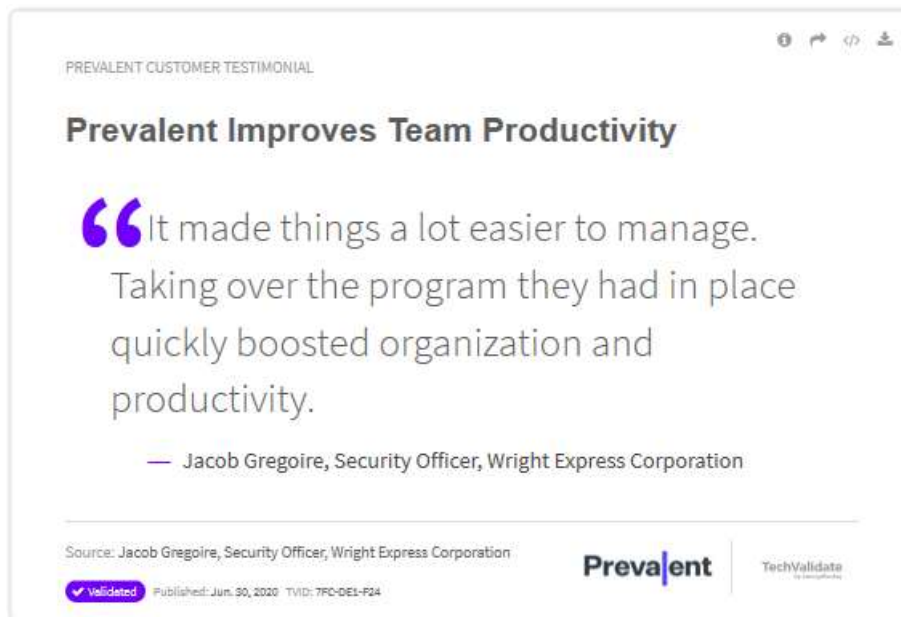 PREVALENT CUSTOMER TESTIMONIAL
Prevalent Improves Team Productivity
“It made things a lot easier to manage.
Taking over the program they had in place
quickly boosted organization and
productivity.
— Jacob Gregoire, Security Officer, Wright Express Corporation
Source: Jacob Gregoire, Security Officer, Wright Express Corporation
✔ Validated Published: Jun. 30, 2020 TVID: 7FC-DE1-F24
Prevalent
TechValidate
by SurveyMonkey